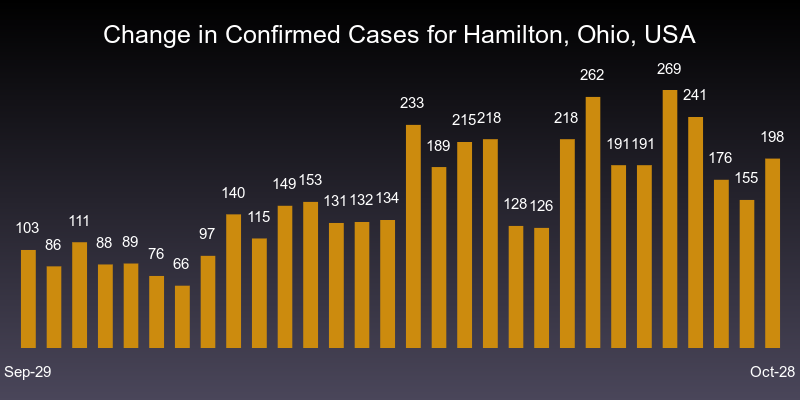 Change in Confirmed Cases for Hamilton, Ohio, USA
103 86 111 88 89 76 66 97 140 115 149 153 131 132 134 233 189 215 218 128 126 218 262 191 191 269 241 176 155 198
Sep-29 Oct-28